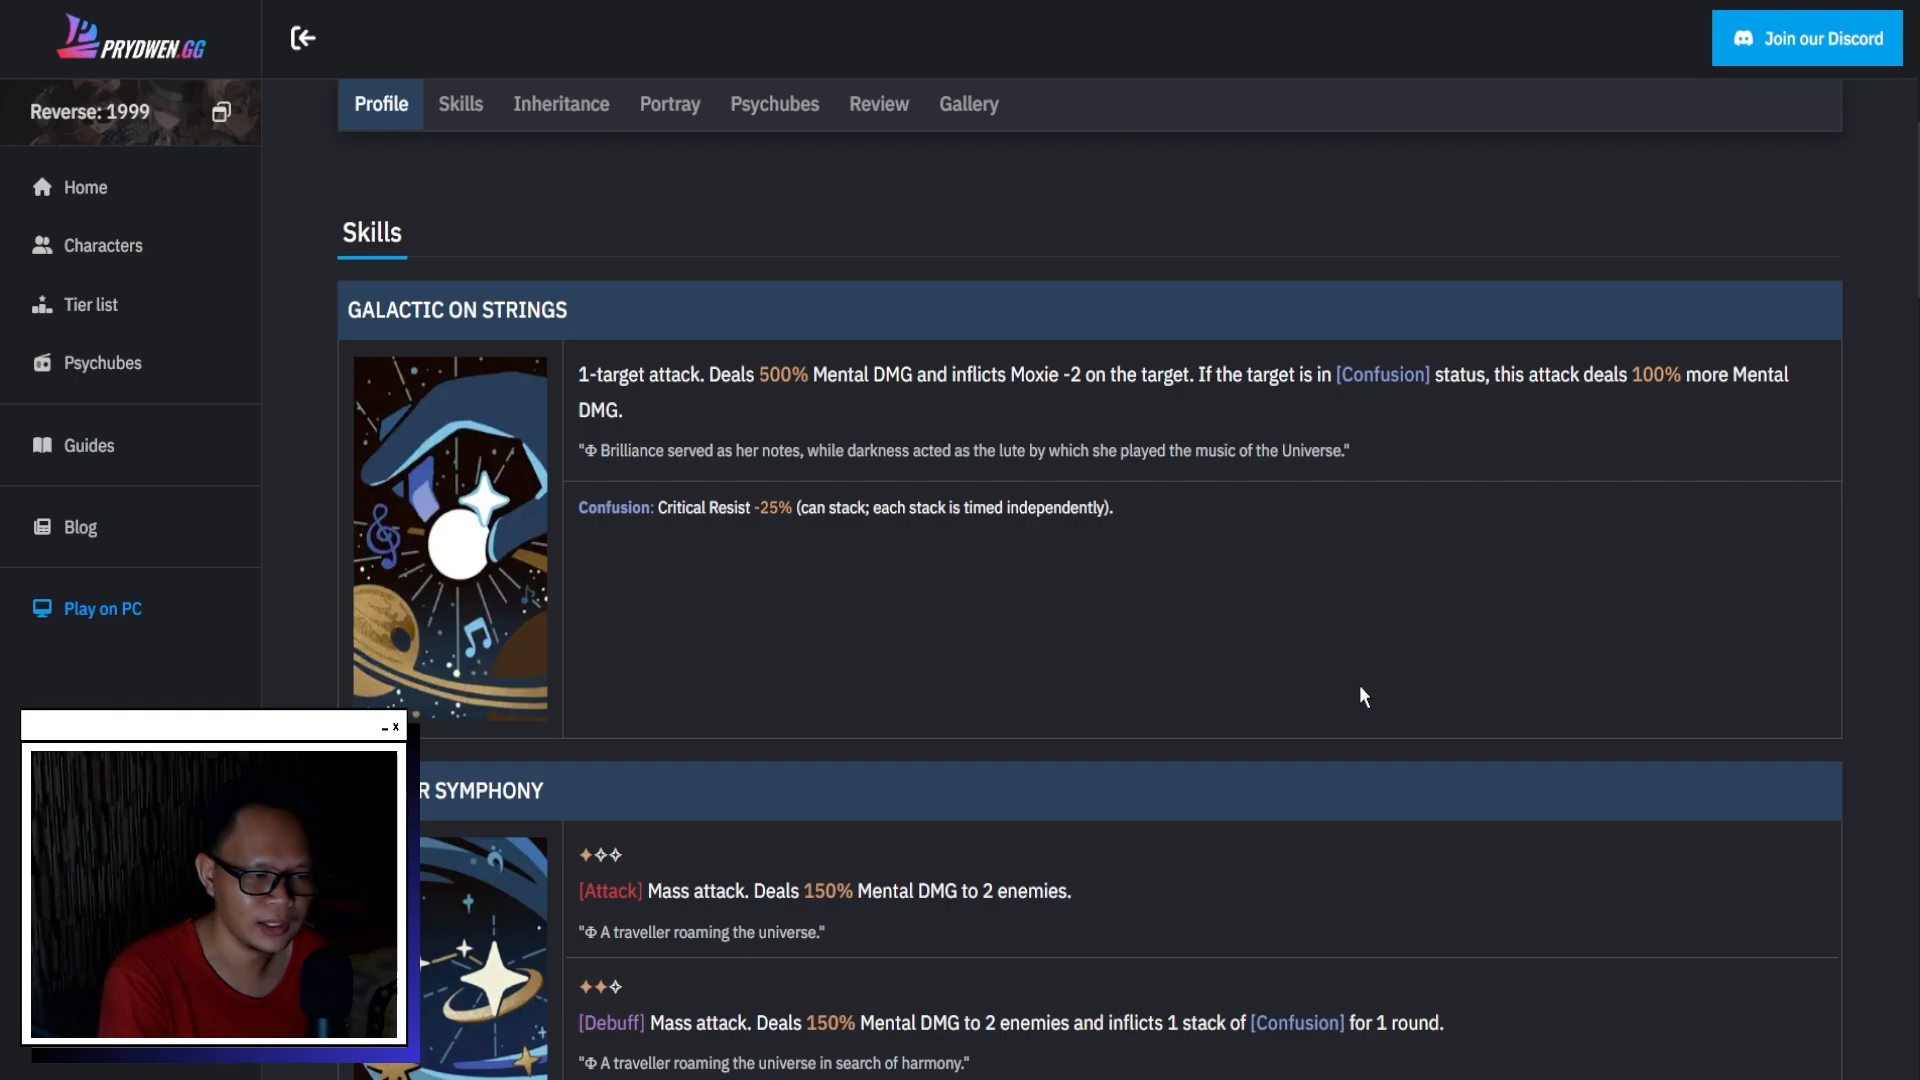 PRYDWEN.GG
Join our Discord
Reverse: 1999
Home
Characters
Tier list
Psychubes
Guides
Blog
Play on PC
Profile
Skills
Inheritance
Portray
Psychubes
Review
Gallery
Skills
GALACTIC ON STRINGS
1-target attack. Deals 500% Mental DMG and inflicts Moxie -2 on the target. If the target is in [Confusion] status, this attack deals 100% more Mental
DMG.
"Φ Brilliance served as her notes, while darkness acted as the lute by which she played the music of the Universe."
Confusion: Critical Resist -25% (can stack; each stack is timed independently).
R SYMPHONY
[Attack] Mass attack. Deals 150% Mental DMG to 2 enemies.
"Φ A traveller roaming the universe."
[Debuff] Mass attack. Deals 150% Mental DMG to 2 enemies and inflicts 1 stack of [Confusion] for 1 round.
"Φ A traveller roaming the universe in search of harmony."